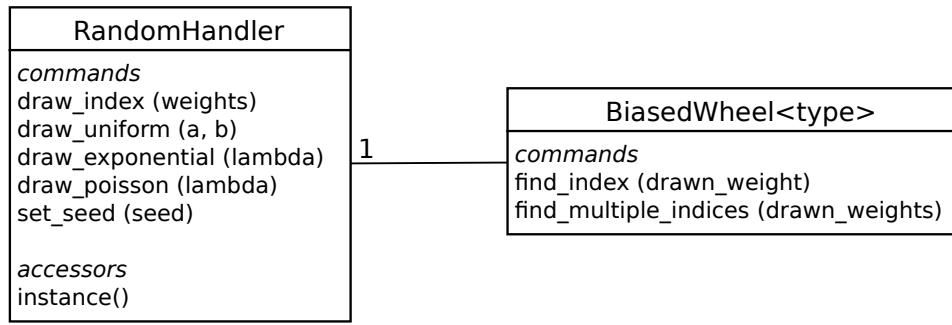 RandomHandler
commands
draw_index (weights)
draw_uniform (a, b)
draw_exponential (lambda)
draw_poisson (lambda)
set_seed (seed)
accessors
instance()
1
BiasedWheel<type>
commands
find_index (drawn_weight)
find_multiple_indices (drawn_weights)